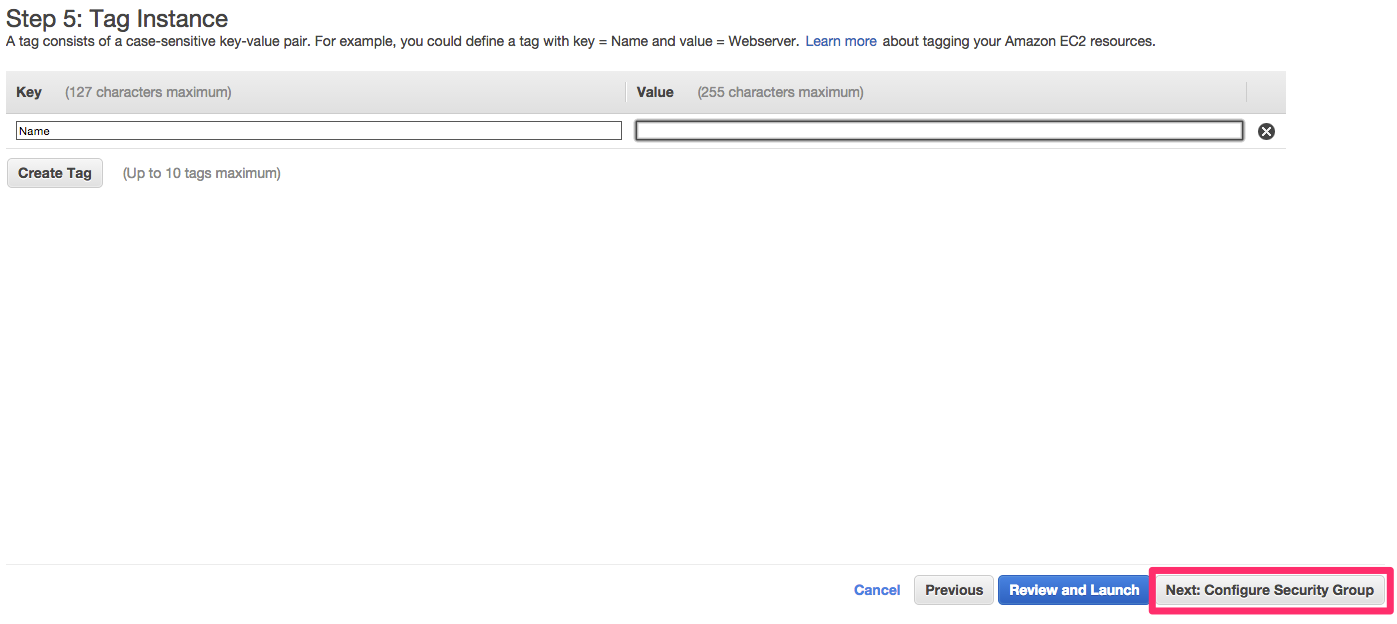 Step 5: Tag Instance
A tag consists of a case-sensitive key-value pair. For example, you could define a tag with key = Name and value = Webserver. Learn more about tagging your Amazon EC2 resources.
Key (127 characters maximum) Value (255 characters maximum)
Name
Create Tag (Up to 10 tags maximum)
Cancel Previous Review and Launch Next: Configure Security Group